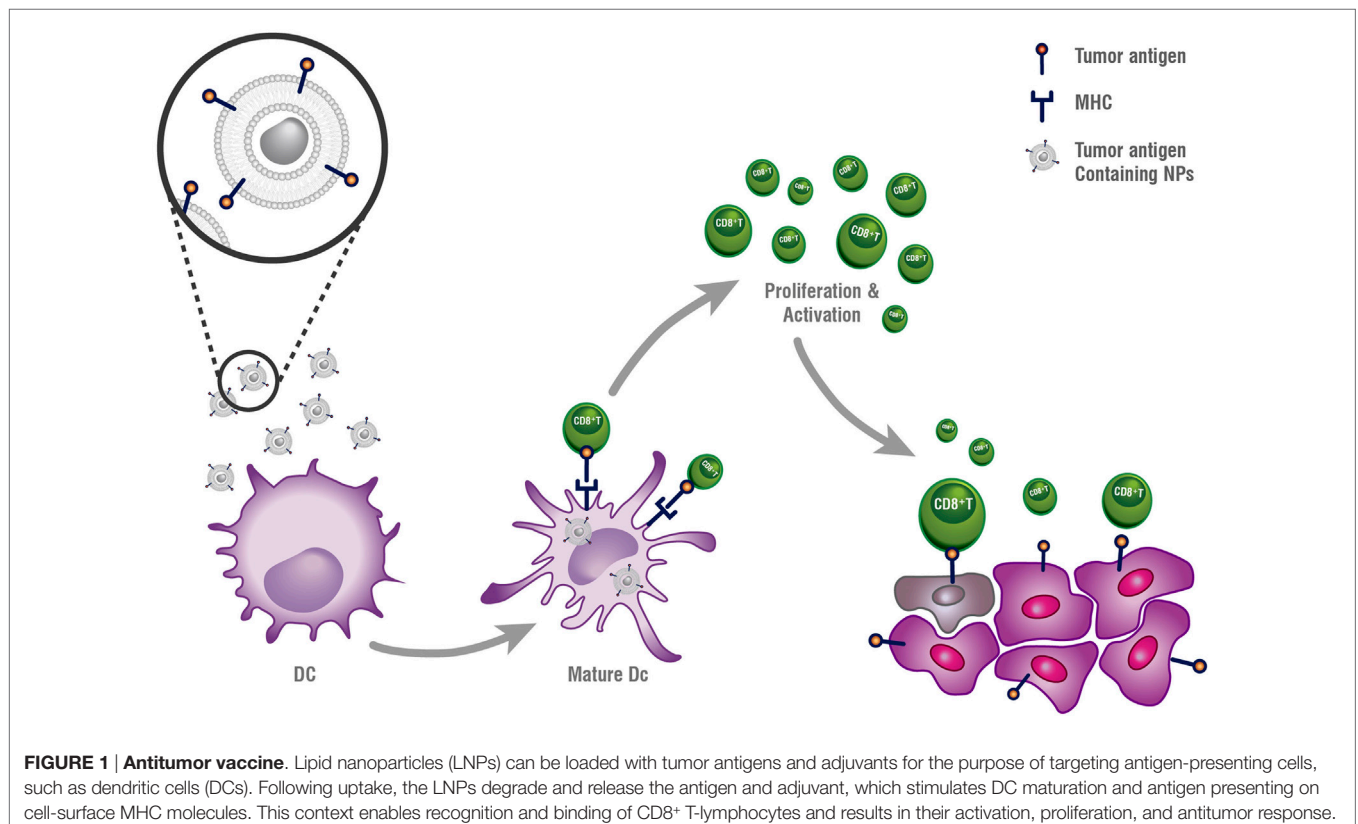 Tumor antigen
MHC
Tumor antigen
Containing NPs
CD8+T
CD8+T
CD8+T
CD8+T
CD8+T
CD8+T
CD8+T
CD8+T
CD8+T
Proliferation &
Activation
CD8+T
CD8+T
CD8+T
CD8+T
CD8+T
CD8+T
CD8+T
DC
Mature Dc
FIGURE 1 | Antitumor vaccine. Lipid nanoparticles (LNPs) can be loaded with tumor antigens and adjuvants for the purpose of targeting antigen-presenting cells,
such as dendritic cells (DCs). Following uptake, the LNPs degrade and release the antigen and adjuvant, which stimulates DC maturation and antigen presenting on
cell-surface MHC molecules. This context enables recognition and binding of CD8+ T-lymphocytes and results in their activation, proliferation, and antitumor response.